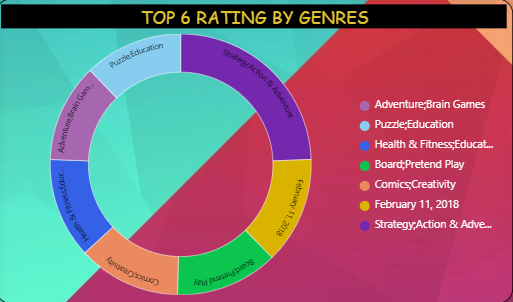 TOP 6 RATING BY GENRES
Puzzle;Education
Strategy;Action & Adventure
Adventure;Brain Gam...
Adventure;Brain Games
Puzzle;Education
Health & Fitness;Educat...
Board;Pretend Play
Comics;Creativity
February 11, 2018
Strategy;Action & Adve...
Health & Fitness;Educ...
February 11, 2018
Comics;Creativity
Board;Pretend Play